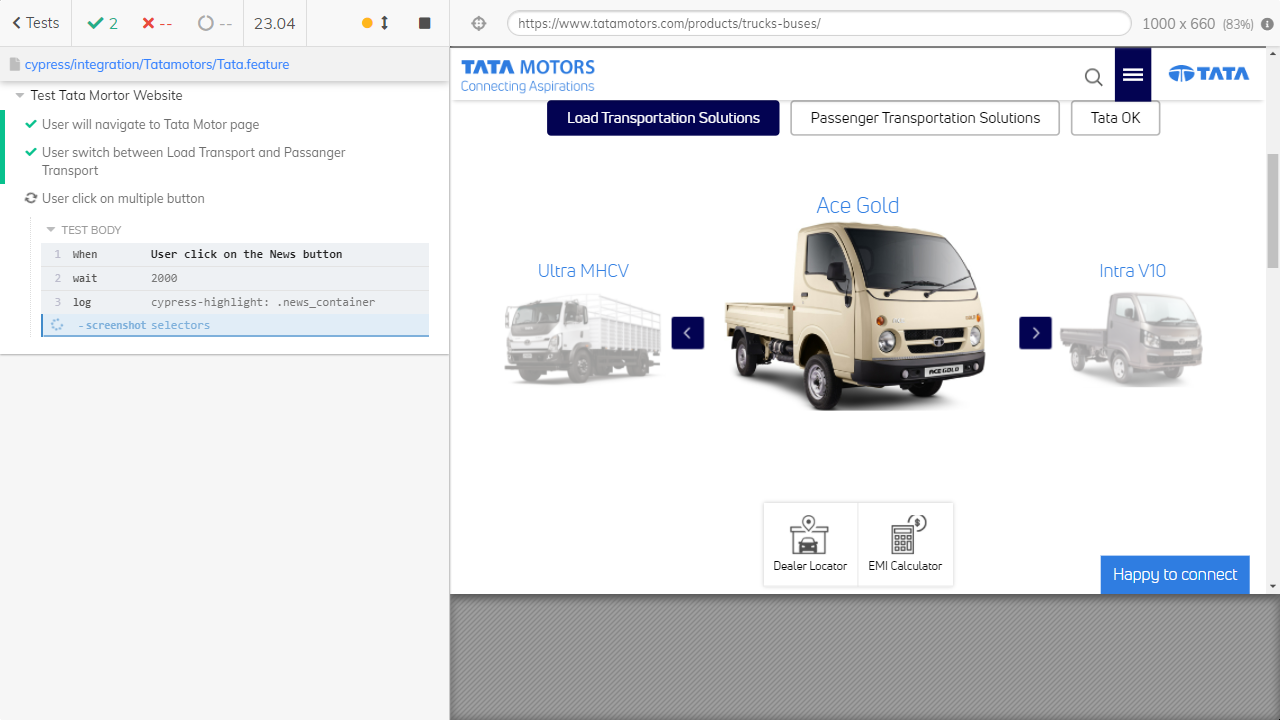 Tests
2
--
--
23.04
https://www.tatamotors.com/products/trucks-buses/
1000 x 660 (83%)
cypress/integration/Tatamotors/Tata.feature
Test Tata Mortor Website
User will navigate to Tata Motor page
User switch between Load Transport and Passanger
Transport
User click on multiple button
TEST BODY
1 When User click on the News button
2 wait 2000
3 log cypress-highlight: .news_container
-screenshot selectors
TATA MOTORS
Connecting Aspirations
TATA
Load Transportation Solutions
Passenger Transportation Solutions
Tata OK
Ace Gold
Ultra MHCV
Intra V10
ACE GOLD
Dealer Locator
EMI Calculator
Happy to connect